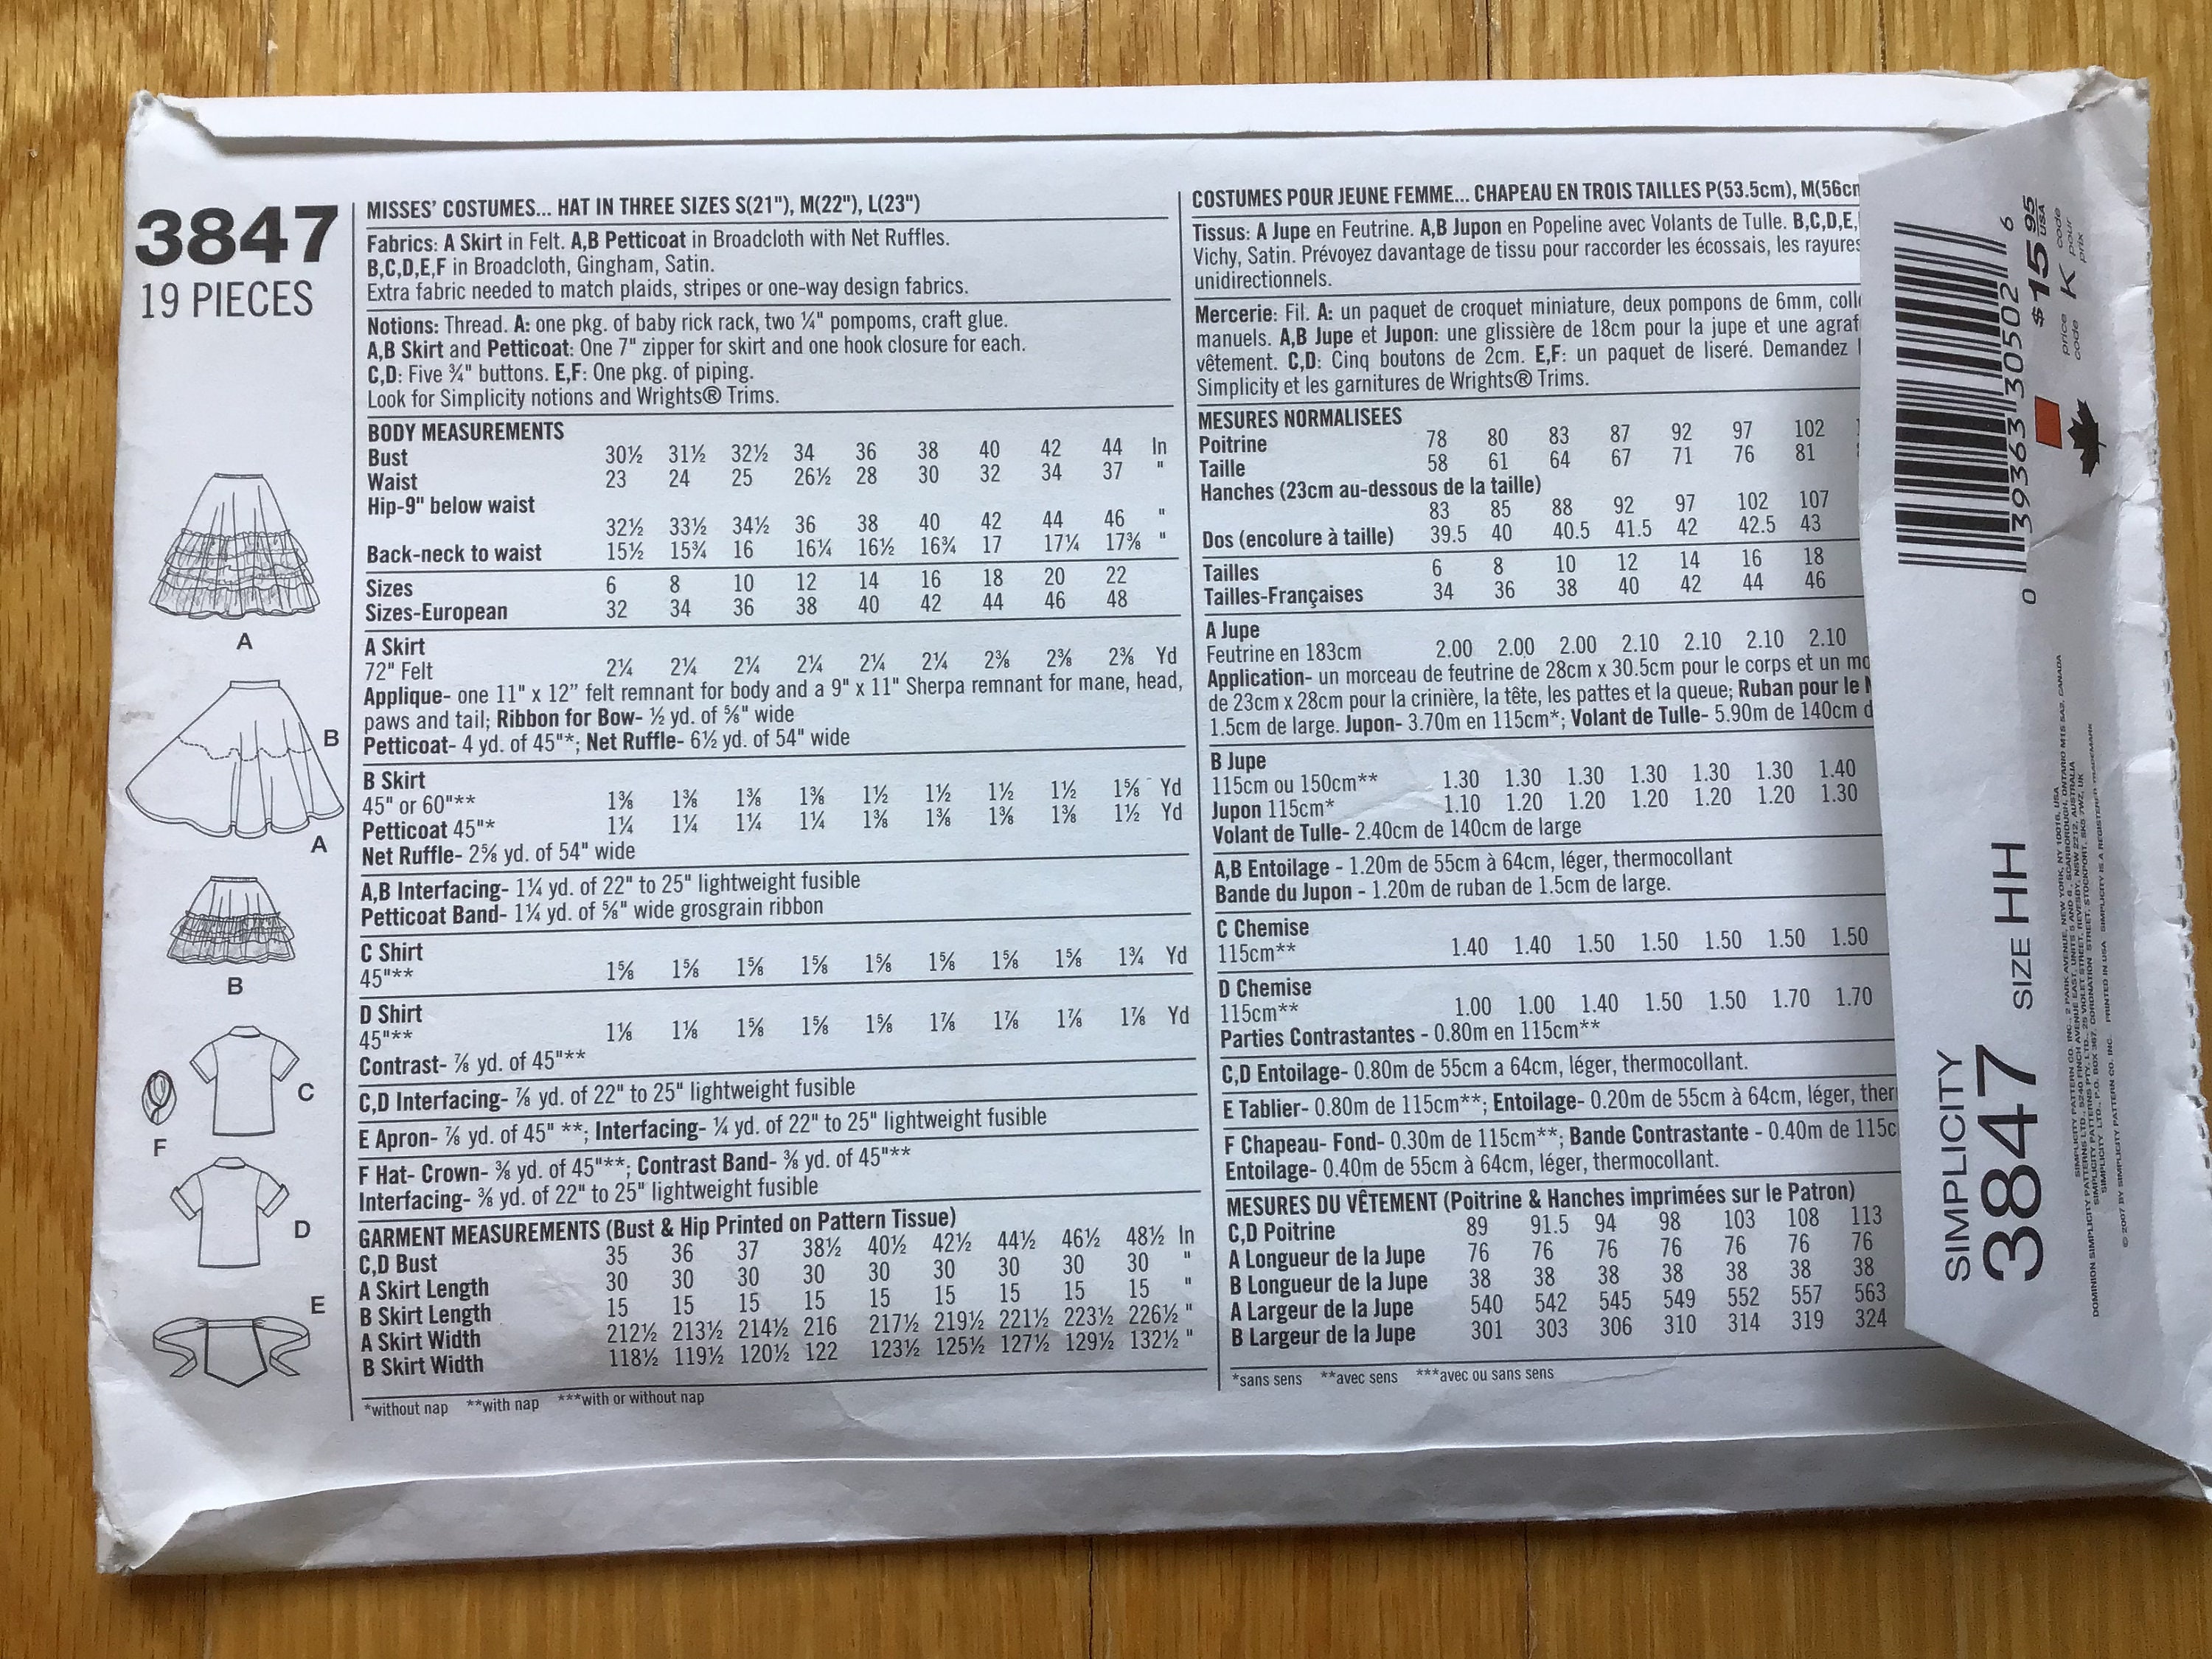 3847
19 PIECES
A
B
A
B
C
F
D
E
MISSES' COSTUMES... HAT IN THREE SIZES S(21"), M(22"), L(23")
Fabrics: A Skirt in Felt. A,B Petticoat in Broadcloth with Net Ruffles.
B,C,D,E,F in Broadcloth, Gingham, Satin.
Extra fabric needed to match plaids, stripes or one-way design fabrics.
Notions: Thread. A: one pkg. of baby rick rack, two ¼" pompoms, craft glue.
A,B Skirt and Petticoat: One 7" zipper for skirt and one hook closure for each.
C,D: Five ¾" buttons. E,F: One pkg. of piping.
Look for Simplicity notions and Wrights® Trims.
BODY MEASUREMENTS
Bust 30½ 31½ 32½ 34 36 38 40 42 44 In
Waist 23 24 25 26½ 28 30 32 34 37 "
Hip-9" below waist
32½ 33½ 34½ 36 38 40 42 44 46 "
Back-neck to waist 15½ 15¾ 16 16¼ 16½ 16¾ 17 17¼ 17⅜ "
Sizes 6 8 10 12 14 16 18 20 22
Sizes-European 32 34 36 38 40 42 44 46 48
A Skirt
72" Felt 2¼ 2¼ 2¼ 2¼ 2¼ 2¼ 2⅜ 2⅜ 2⅜ Yd
Applique- one 11" x 12" felt remnant for body and a 9" x 11" Sherpa remnant for mane, head,
paws and tail; Ribbon for Bow- ½ yd. of ⅝" wide
Petticoat- 4 yd. of 45"*; Net Ruffle- 6½ yd. of 54" wide
B Skirt
45" or 60"** 1⅜ 1⅜ 1⅜ 1⅜ 1½ 1½ 1½ 1½ 1⅝ Yd
Petticoat 45"* 1¼ 1¼ 1¼ 1¼ 1⅜ 1⅜ 1⅜ 1⅜ 1½ Yd
Net Ruffle- 2⅝ yd. of 54" wide
A,B Interfacing- 1¼ yd. of 22" to 25" lightweight fusible
Petticoat Band- 1¼ yd. of ⅝" wide grosgrain ribbon
C Shirt
45"** 1⅝ 1⅝ 1⅝ 1⅝ 1⅝ 1⅝ 1⅝ 1⅝ 1¾ Yd
D Shirt
45"** 1⅛ 1⅛ 1⅝ 1⅝ 1⅝ 1⅞ 1⅞ 1⅞ 1⅞ Yd
Contrast- ⅞ yd. of 45"**
C,D Interfacing- ⅞ yd. of 22" to 25" lightweight fusible
E Apron- ⅞ yd. of 45" **; Interfacing- ¼ yd. of 22" to 25" lightweight fusible
F Hat- Crown- ⅜ yd. of 45"**; Contrast Band- ⅜ yd. of 45"**
Interfacing- ⅜ yd. of 22" to 25" lightweight fusible
GARMENT MEASUREMENTS (Bust & Hip Printed on Pattern Tissue)
C,D Bust 35 36 37 38½ 40½ 42½ 44½ 46½ 48½ In
A Skirt Length 30 30 30 30 30 30 30 30 30 "
B Skirt Length 15 15 15 15 15 15 15 15 15 "
A Skirt Width 212½ 213½ 214½ 216 217½ 219½ 221½ 223½ 226½ "
B Skirt Width 118½ 119½ 120½ 122 123½ 125½ 127½ 129½ 132½ "
*without nap **with nap ***with or without nap
COSTUMES POUR JEUNE FEMME... CHAPEAU EN TROIS TAILLES P(53.5cm), M(56cm
Tissus: A Jupe en Feutrine. A,B Jupon en Popeline avec Volants de Tulle. B,C,D,E,
Vichy, Satin. Prévoyez davantage de tissu pour raccorder les écossais, les rayures
unidirectionnels.
Mercerie: Fil. A: un paquet de croquet miniature, deux pompons de 6mm, coll
manuels. A,B Jupe et Jupon: une glissière de 18cm pour la jupe et une agraf
vêtement. C,D: Cinq boutons de 2cm. E,F: un paquet de liseré. Demandez
Simplicity et les garnitures de Wrights® Trims.
MESURES NORMALISEES
Poitrine 78 80 83 87 92 97 102
Taille 58 61 64 67 71 76 81
Hanches (23cm au-dessous de la taille)
83 85 88 92 97 102 107
Dos (encolure à taille) 39.5 40 40.5 41.5 42 42.5 43
Tailles 6 8 10 12 14 16 18
Tailles-Françaises 34 36 38 40 42 44 46
A Jupe
Feutrine en 183cm 2.00 2.00 2.00 2.10 2.10 2.10 2.10
Application- un morceau de feutrine de 28cm x 30.5cm pour le corps et un mo
de 23cm x 28cm pour la crinière, la tête, les pattes et la queue; Ruban pour le
1.5cm de large. Jupon- 3.70m en 115cm*; Volant de Tulle- 5.90m de 140cm d
B Jupe
115cm ou 150cm** 1.30 1.30 1.30 1.30 1.30 1.30 1.40
Jupon 115cm* 1.10 1.20 1.20 1.20 1.20 1.20 1.30
Volant de Tulle- 2.40cm de 140cm de large
A,B Entoilage - 1.20m de 55cm à 64cm, léger, thermocollant
Bande du Jupon - 1.20m de ruban de 1.5cm de large.
C Chemise
115cm** 1.40 1.40 1.50 1.50 1.50 1.50 1.50
D Chemise
115cm** 1.00 1.00 1.40 1.50 1.50 1.70 1.70
Parties Contrastantes - 0.80m en 115cm**
C,D Entoilage- 0.80m de 55cm a 64cm, léger, thermocollant.
E Tablier- 0.80m de 115cm**; Entoilage- 0.20m de 55cm à 64cm, léger, ther
F Chapeau- Fond- 0.30m de 115cm**; Bande Contrastante - 0.40m de 115c
Entoilage- 0.40m de 55cm à 64cm, léger, thermocollant.
MESURES DU VÊTEMENT (Poitrine & Hanches imprimées sur le Patron)
C,D Poitrine 89 91.5 94 98 103 108 113
A Longueur de la Jupe 76 76 76 76 76 76 76
B Longueur de la Jupe 38 38 38 38 38 38 38
A Largeur de la Jupe 540 542 545 549 552 557 563
B Largeur de la Jupe 301 303 306 310 314 319 324
*sans sens **avec sens ***avec ou sans sens
0 39363 30502 6
$15.95
USA
price code
K
code pour prix
SIMPLICITY
3847 SIZE HH
SIMPLICITY PATTERN CO. INC., 2 PARK AVENUE, NEW YORK, NY 10016, USA
© 2007 BY SIMPLICITY PATTERN CO. INC. PRINTED IN USA SIMPLICITY IS A REGISTERED TRADEMARK